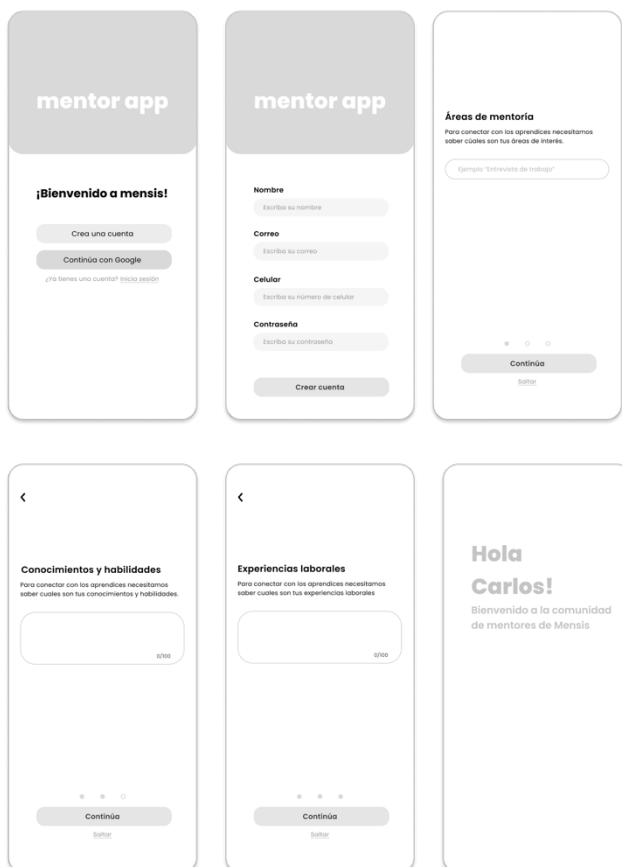 mentor app
¡Bienvenido a mensis!
Crea una cuenta
Continúa con Google
¿Ya tienes una cuenta? Inicia sesión
mentor app
Nombre
Escriba su nombre
Correo
Escriba su correo
Celular
Escriba su número de celular
Contraseña
Escriba su contraseña
Crear cuenta
Áreas de mentoría
Para conectar con los aprendices necesitamos
saber cúales son tus áreas de interés.
Ejemplo "Entrevista de trabajo"
Continúa
Saltar
Conocimientos y habilidades
Para conectar con los aprendices necesitamos
saber cuales son tus conocimientos y habilidades.
0/100
Continúa
Saltar
Experiencias laborales
Para conectar con los aprendices necesitamos
saber cuales son tus experiencias laborales
0/100
Continúa
Saltar
Hola
Carlos!
Bienvenido a la comunidad
de mentores de Mensis